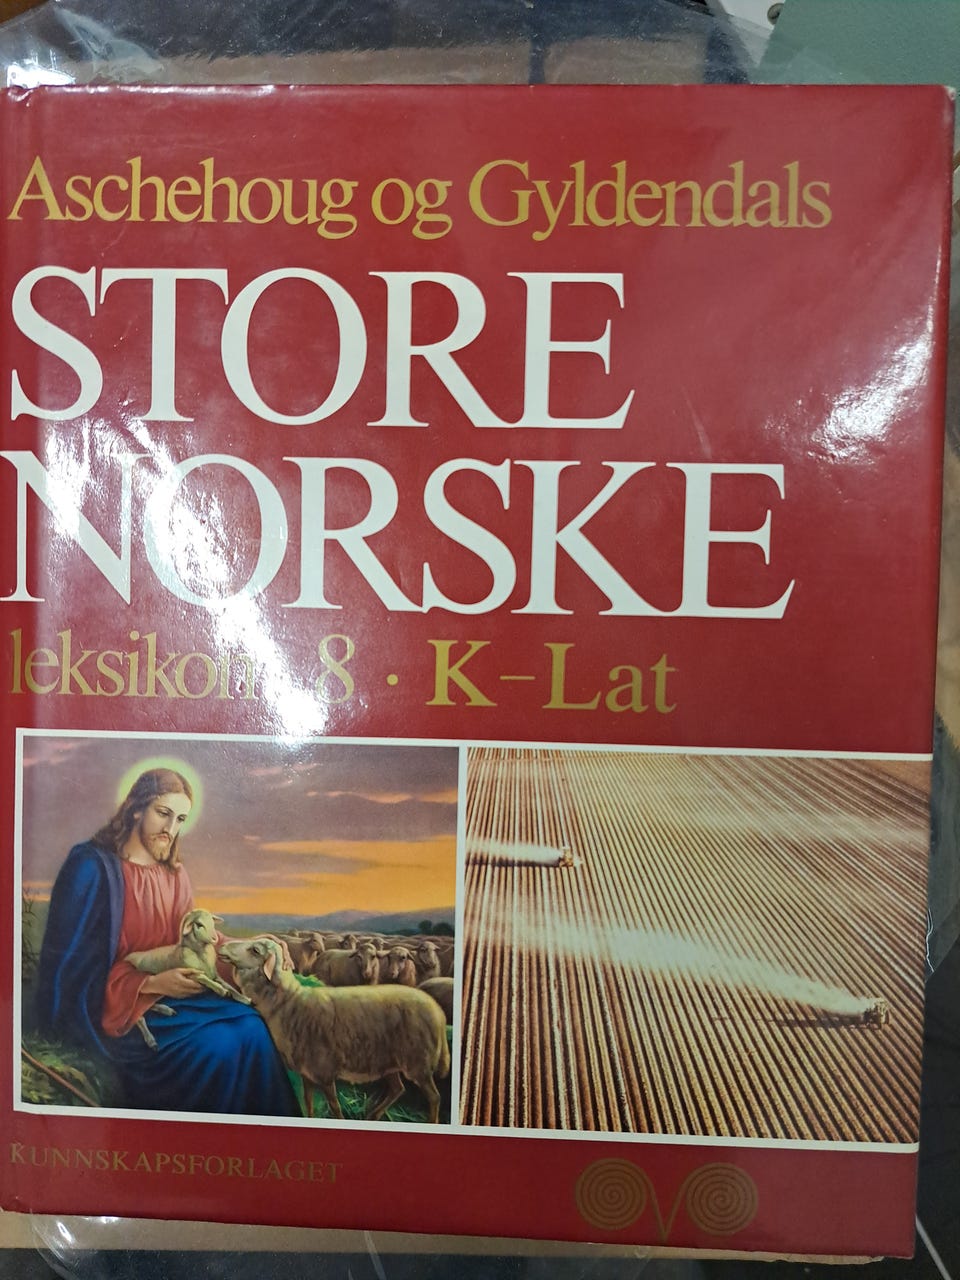 Aschehoug og Gyldendals
STORE
NORSKE
leksikon 8 · K–Lat
KUNNSKAPSFORLAGET